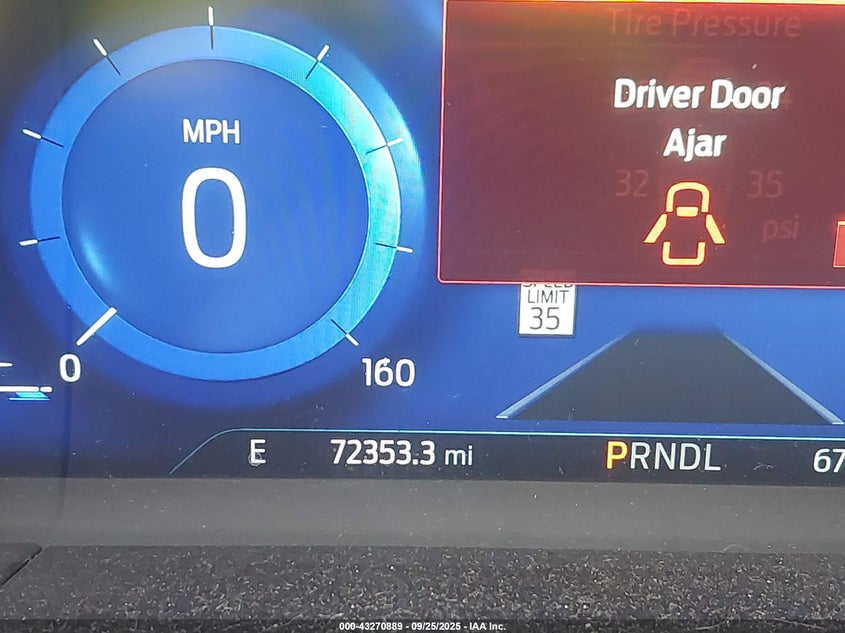 Tire Pressure
Driver Door
Ajar
32 35
psi
MPH
0
SPEED
LIMIT
35
0 160
E 72353.3 mi PRNDL 67
000-43270889 - 09/25/2025 - IAA Inc.